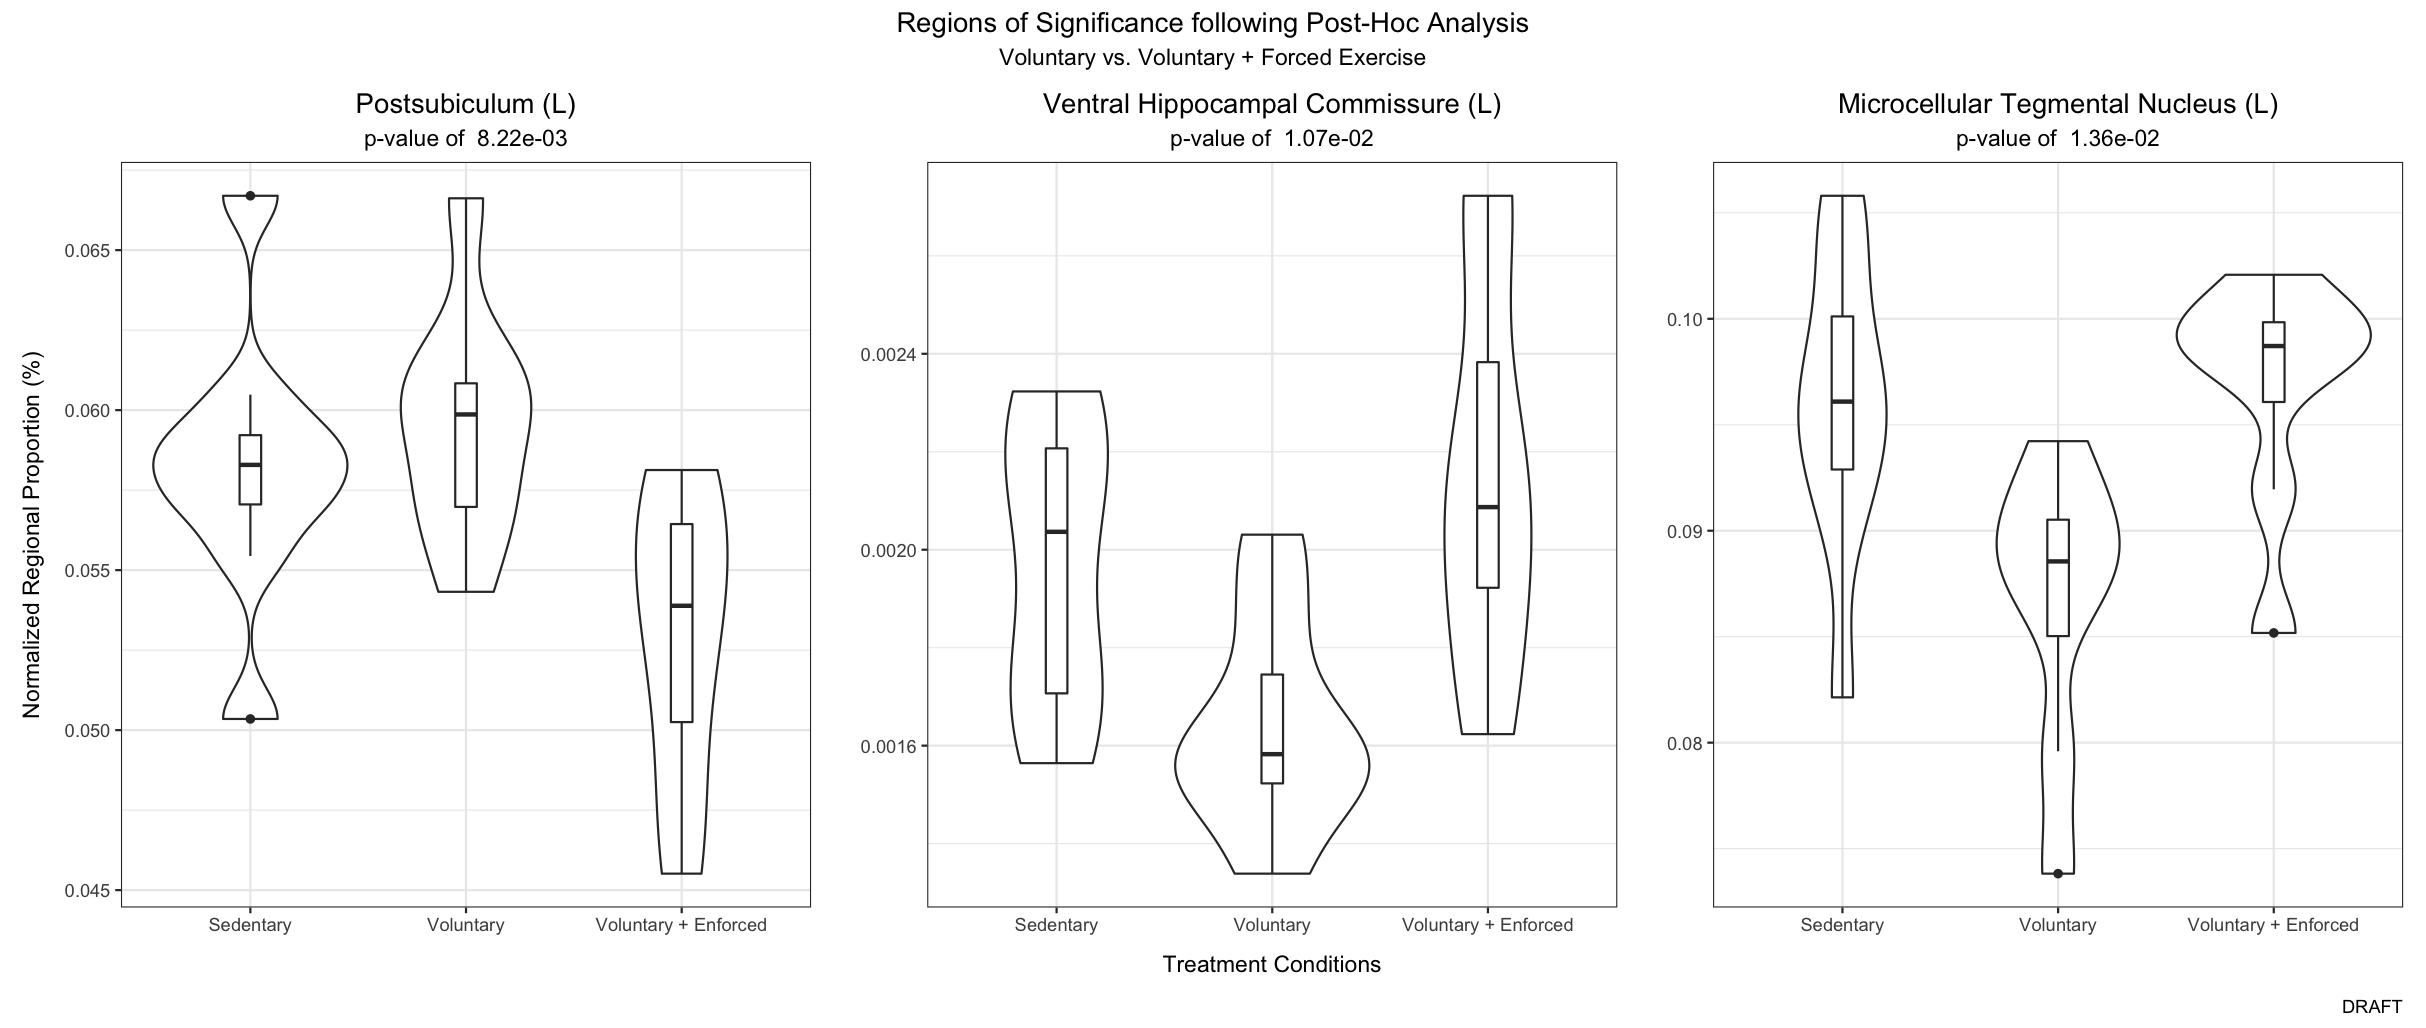 Regions of Significance following Post-Hoc Analysis
Voluntary vs. Voluntary + Forced Exercise
Postsubiculum (L)
p-value of  8.22e-03
Normalized Regional Proportion (%)
0.065
0.060
0.055
0.050
0.045
Sedentary
Voluntary
Voluntary + Enforced
Ventral Hippocampal Commissure (L)
p-value of  1.07e-02
0.0024
0.0020
0.0016
Sedentary
Voluntary
Voluntary + Enforced
Microcellular Tegmental Nucleus (L)
p-value of  1.36e-02
0.10
0.09
0.08
Sedentary
Voluntary
Voluntary + Enforced
Treatment Conditions
DRAFT